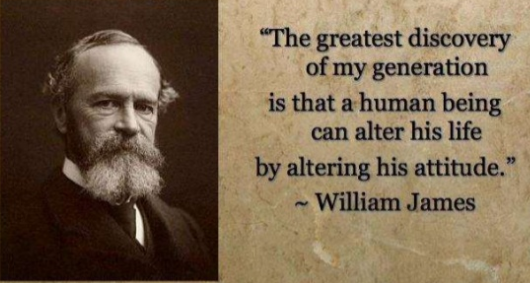 “The greatest discovery
of my generation
is that a human being
can alter his life
by altering his attitude.”
~ William James